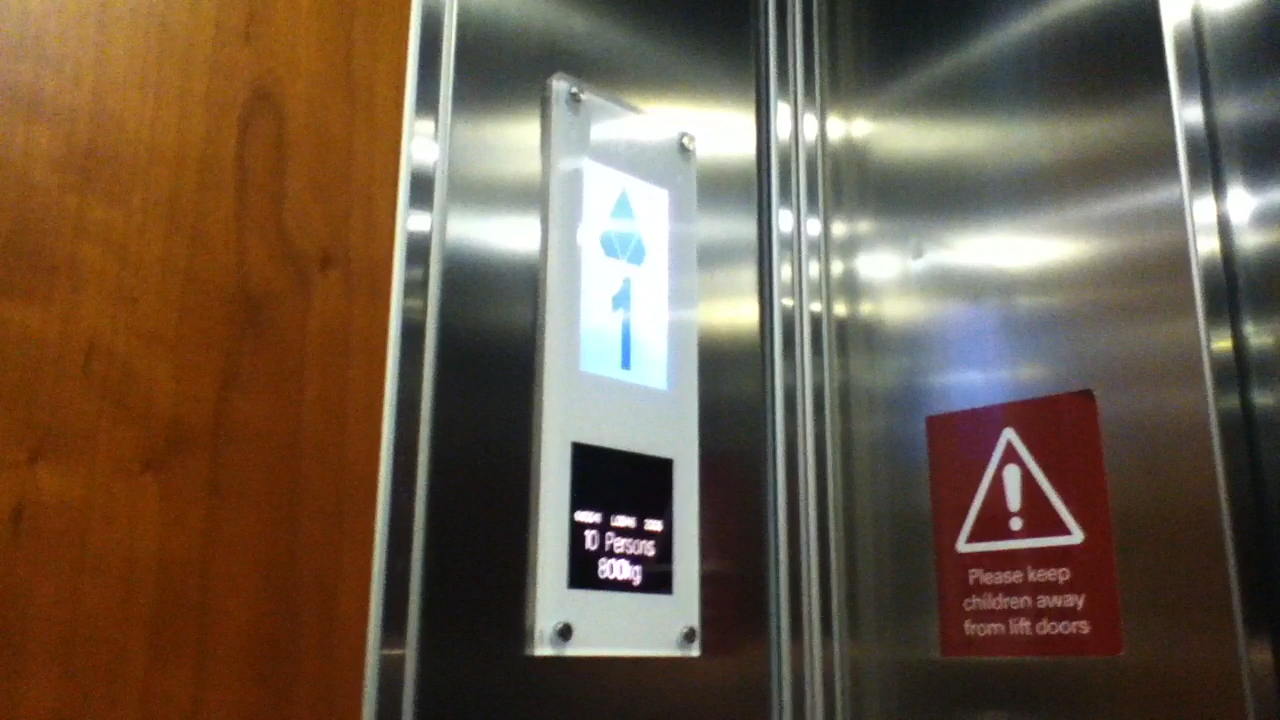 1
10 Persons
800kg
Please keep
children away
from lift doors